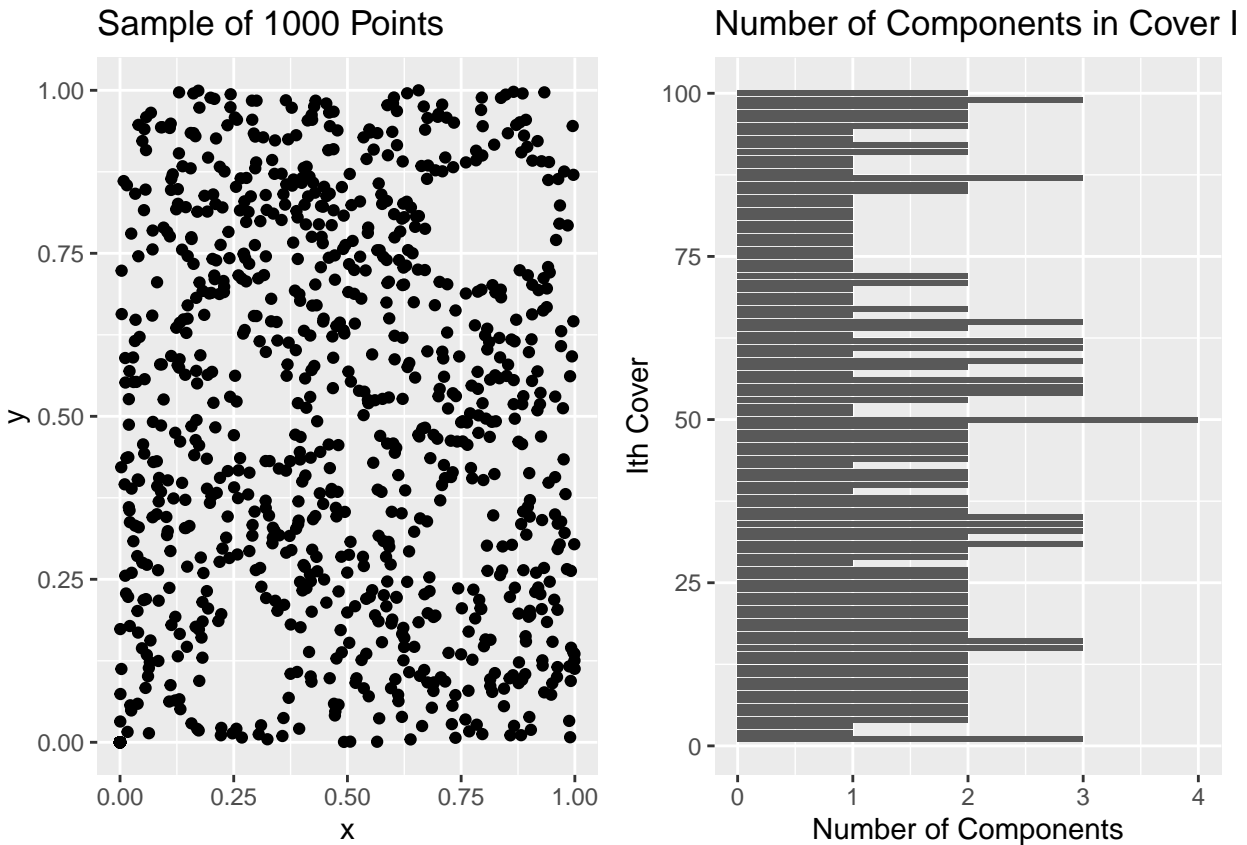 Sample of 1000 Points
1.00
0.75
0.50
0.25
0.00
y
0.00 0.25 0.50 0.75 1.00
x
Number of Components in Cover I
100
75
50
25
0
Ith Cover
0 1 2 3 4
Number of Components